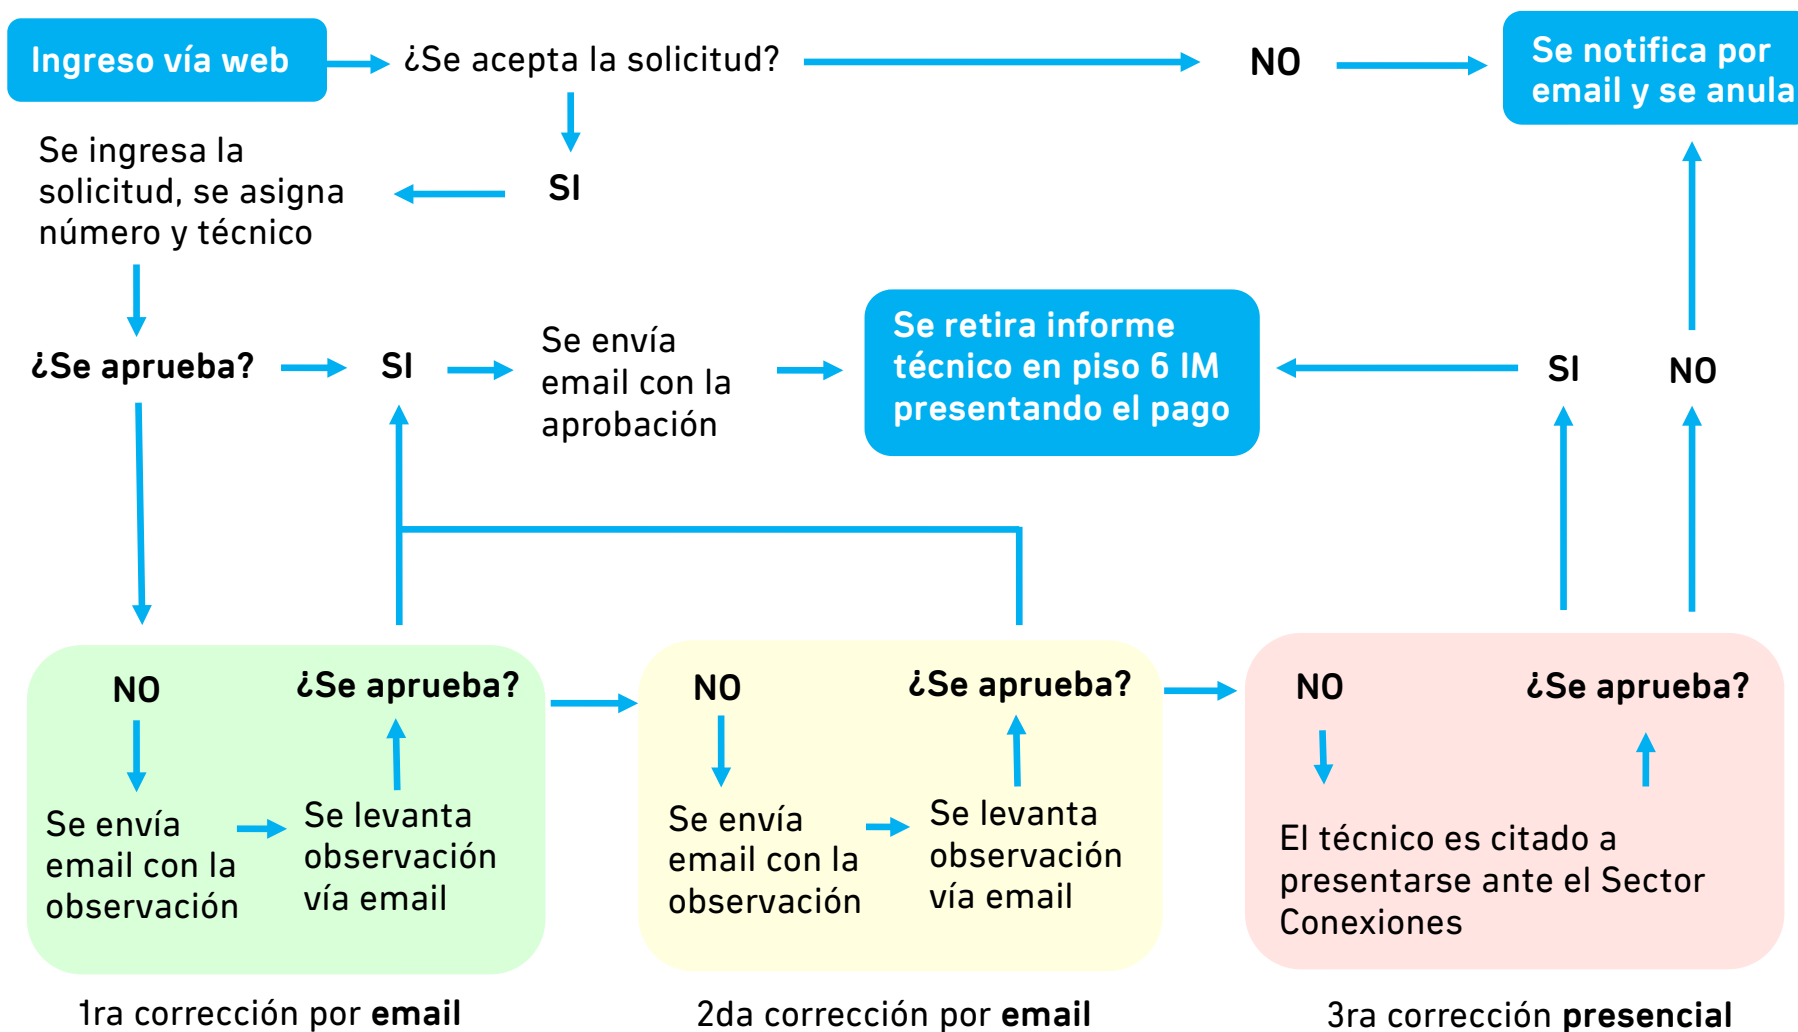 Ingreso vía web
¿Se acepta la solicitud?
NO
Se notifica por
email y se anula
SI
Se ingresa la
solicitud, se asigna
número y técnico
¿Se aprueba?
SI
Se envía
email con la
aprobación
Se retira informe
técnico en piso 6 IM
presentando el pago
SI
NO
NO
¿Se aprueba?
Se envía
email con la
observación
Se levanta
observación
vía email
1ra corrección por email
NO
¿Se aprueba?
Se envía
email con la
observación
Se levanta
observación
vía email
2da corrección por email
NO
¿Se aprueba?
El técnico es citado a
presentarse ante el Sector
Conexiones
3ra corrección presencial